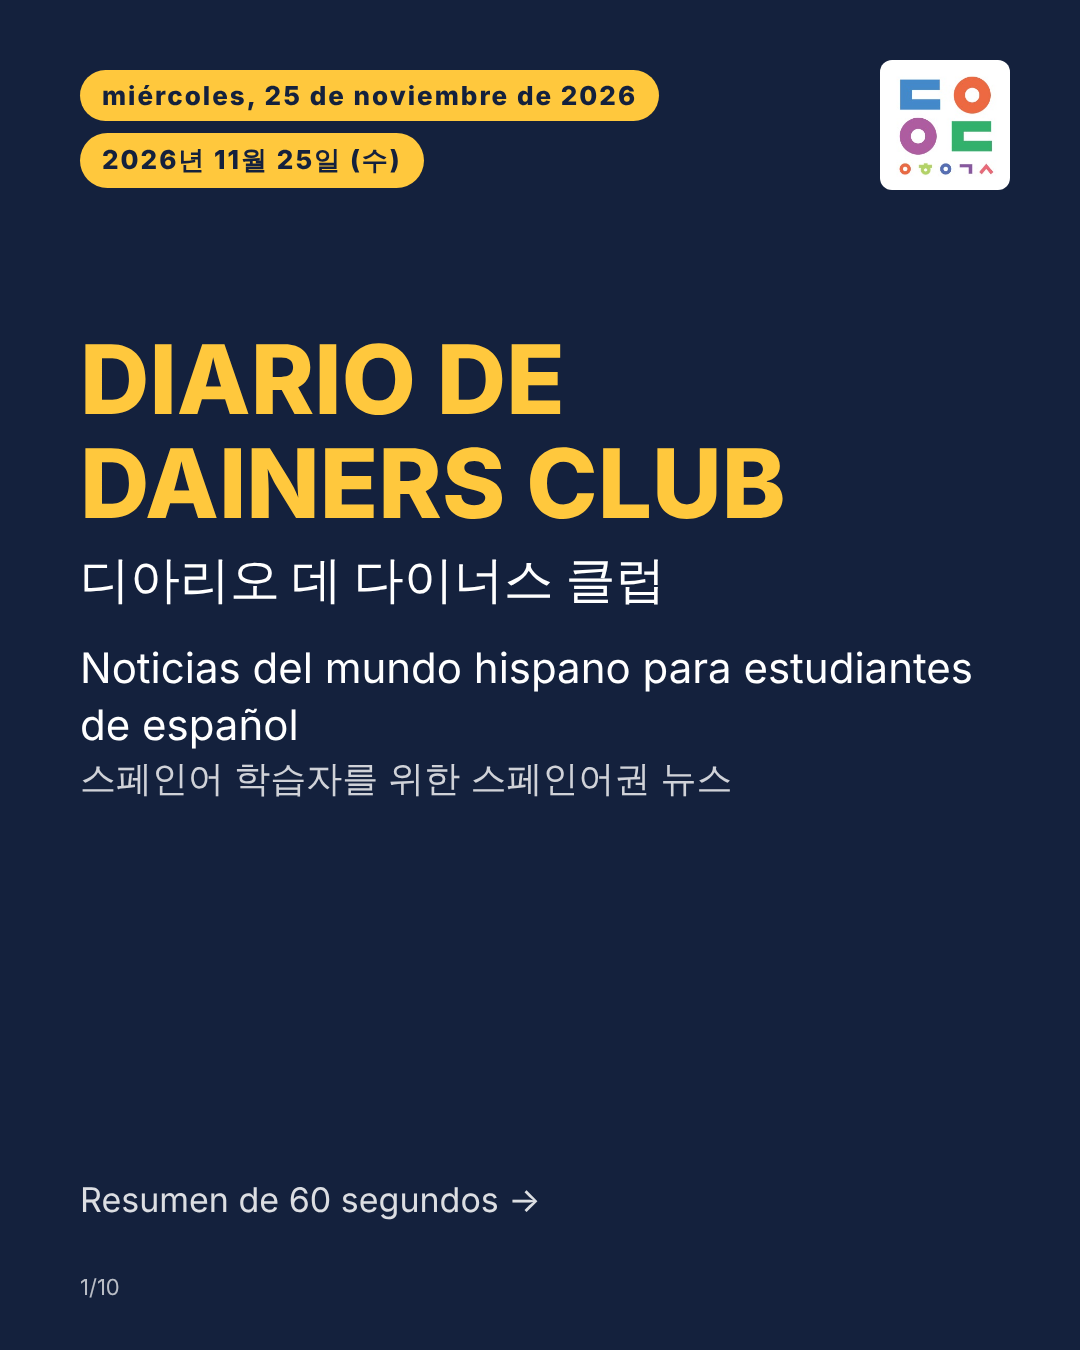 miércoles, 25 de noviembre de 2026
2026년 11월 25일 (수)
ㄷㅇ
ㅇㄷ
ㅇㅎㅇㄱㅅ
DIARIO DE
DAINERS CLUB
디아리오 데 다이너스 클럽
Noticias del mundo hispano para estudiantes
de español
스페인어 학습자를 위한 스페인어권 뉴스
Resumen de 60 segundos →
1/10